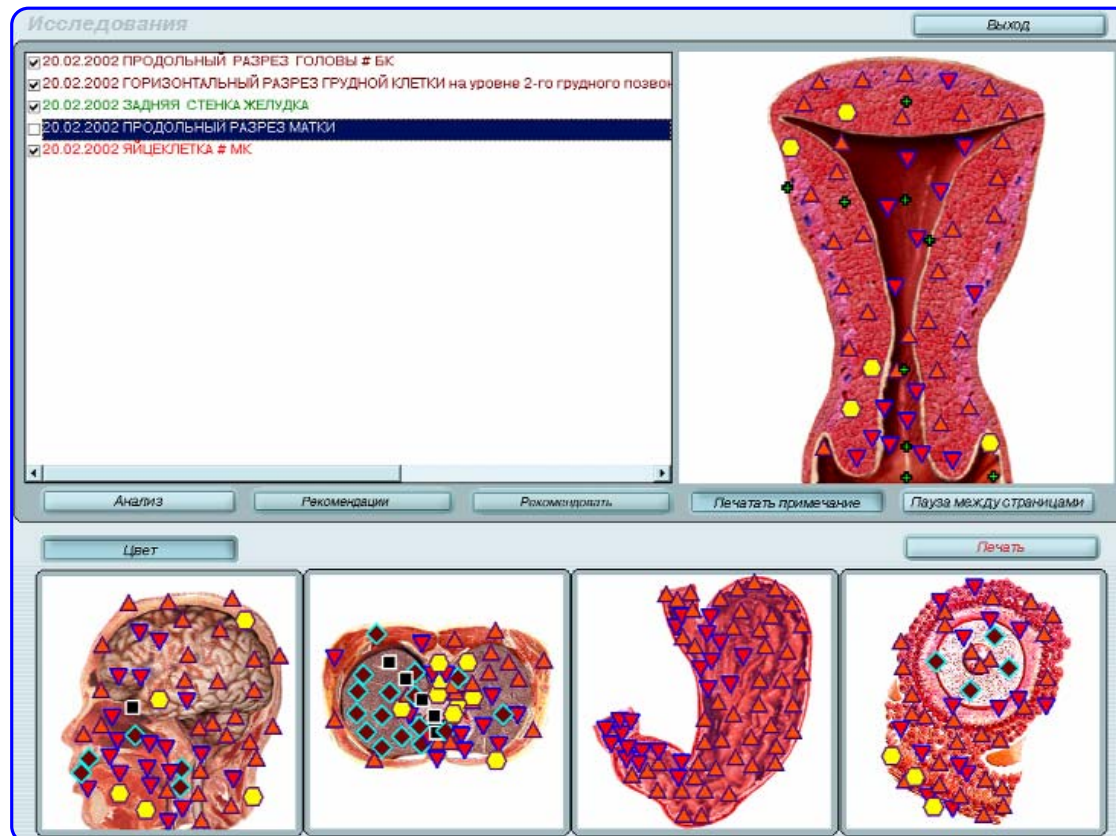 Исследования
Выход
20.02.2002 ПРОДОЛЬНЫЙ РАЗРЕЗ ГОЛОВЫ # БК
20.02.2002 ГОРИЗОНТАЛЬНЫЙ РАЗРЕЗ ГРУДНОЙ КЛЕТКИ на уровне 2-го грудного позвон
20.02.2002 ЗАДНЯЯ СТЕНКА ЖЕЛУДКА
20.02.2002 ПРОДОЛЬНЫЙ РАЗРЕЗ МАТКИ
20.02.2002 ЯЙЦЕКЛЕТКА # МК
Анализ
Рекомендации
Рекомендовать
Печатать примечание
Пауза между страницами
Цвет
Печать